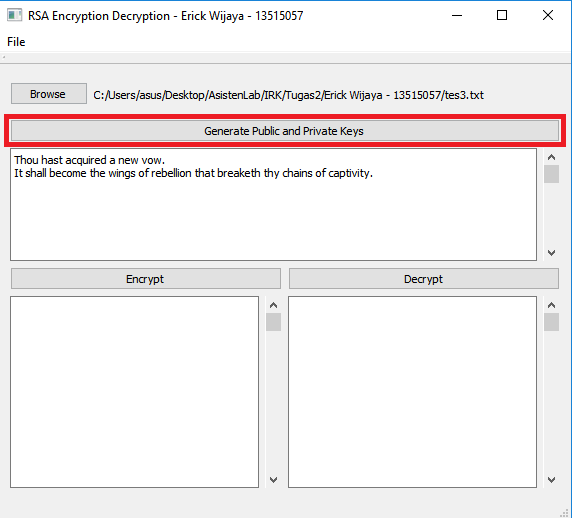 RSA Encryption Decryption - Erick Wijaya - 13515057
File
Browse C:/Users/asus/Desktop/AsistenLab/IRK/Tugas2/Erick Wijaya - 13515057/tes3.txt
Generate Public and Private Keys
Thou hast acquired a new vow.
It shall become the wings of rebellion that breaketh thy chains of captivity.
Encrypt Decrypt